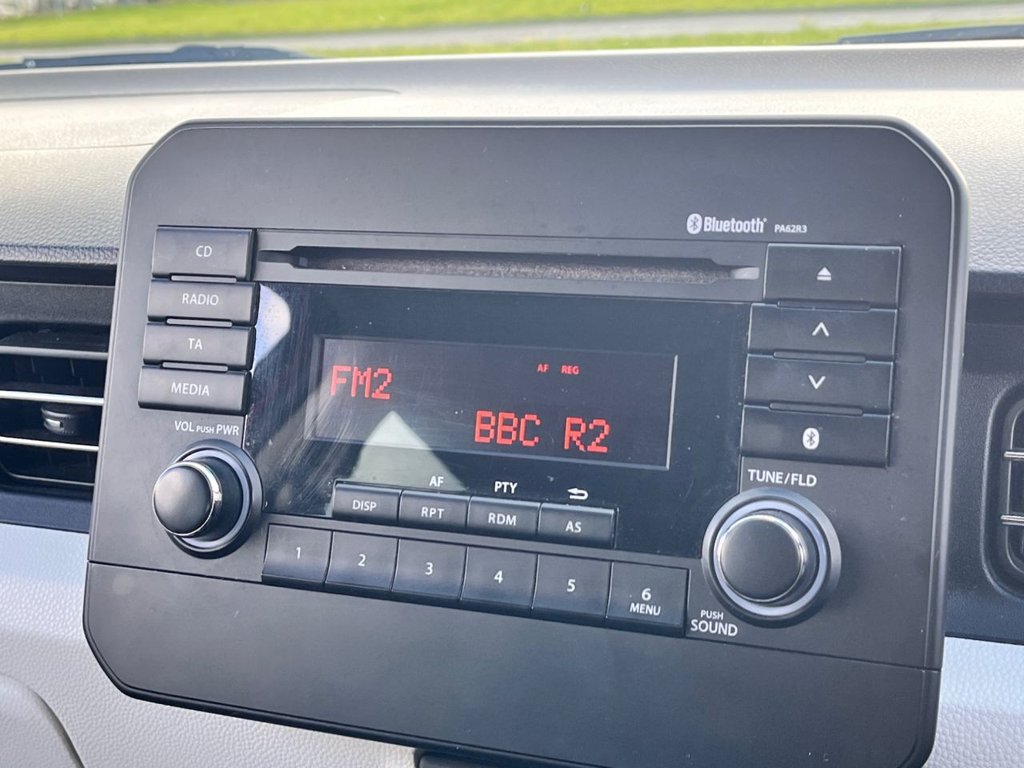 Bluetooth® PA62R3
CD
RADIO
TA
MEDIA
VOL PUSH PWR
AF REG
FM2
BBC R2
TUNE/FLD
AF PTY
DISP RPT RDM AS
1 2 3 4 5 6
MENU
PUSH
SOUND